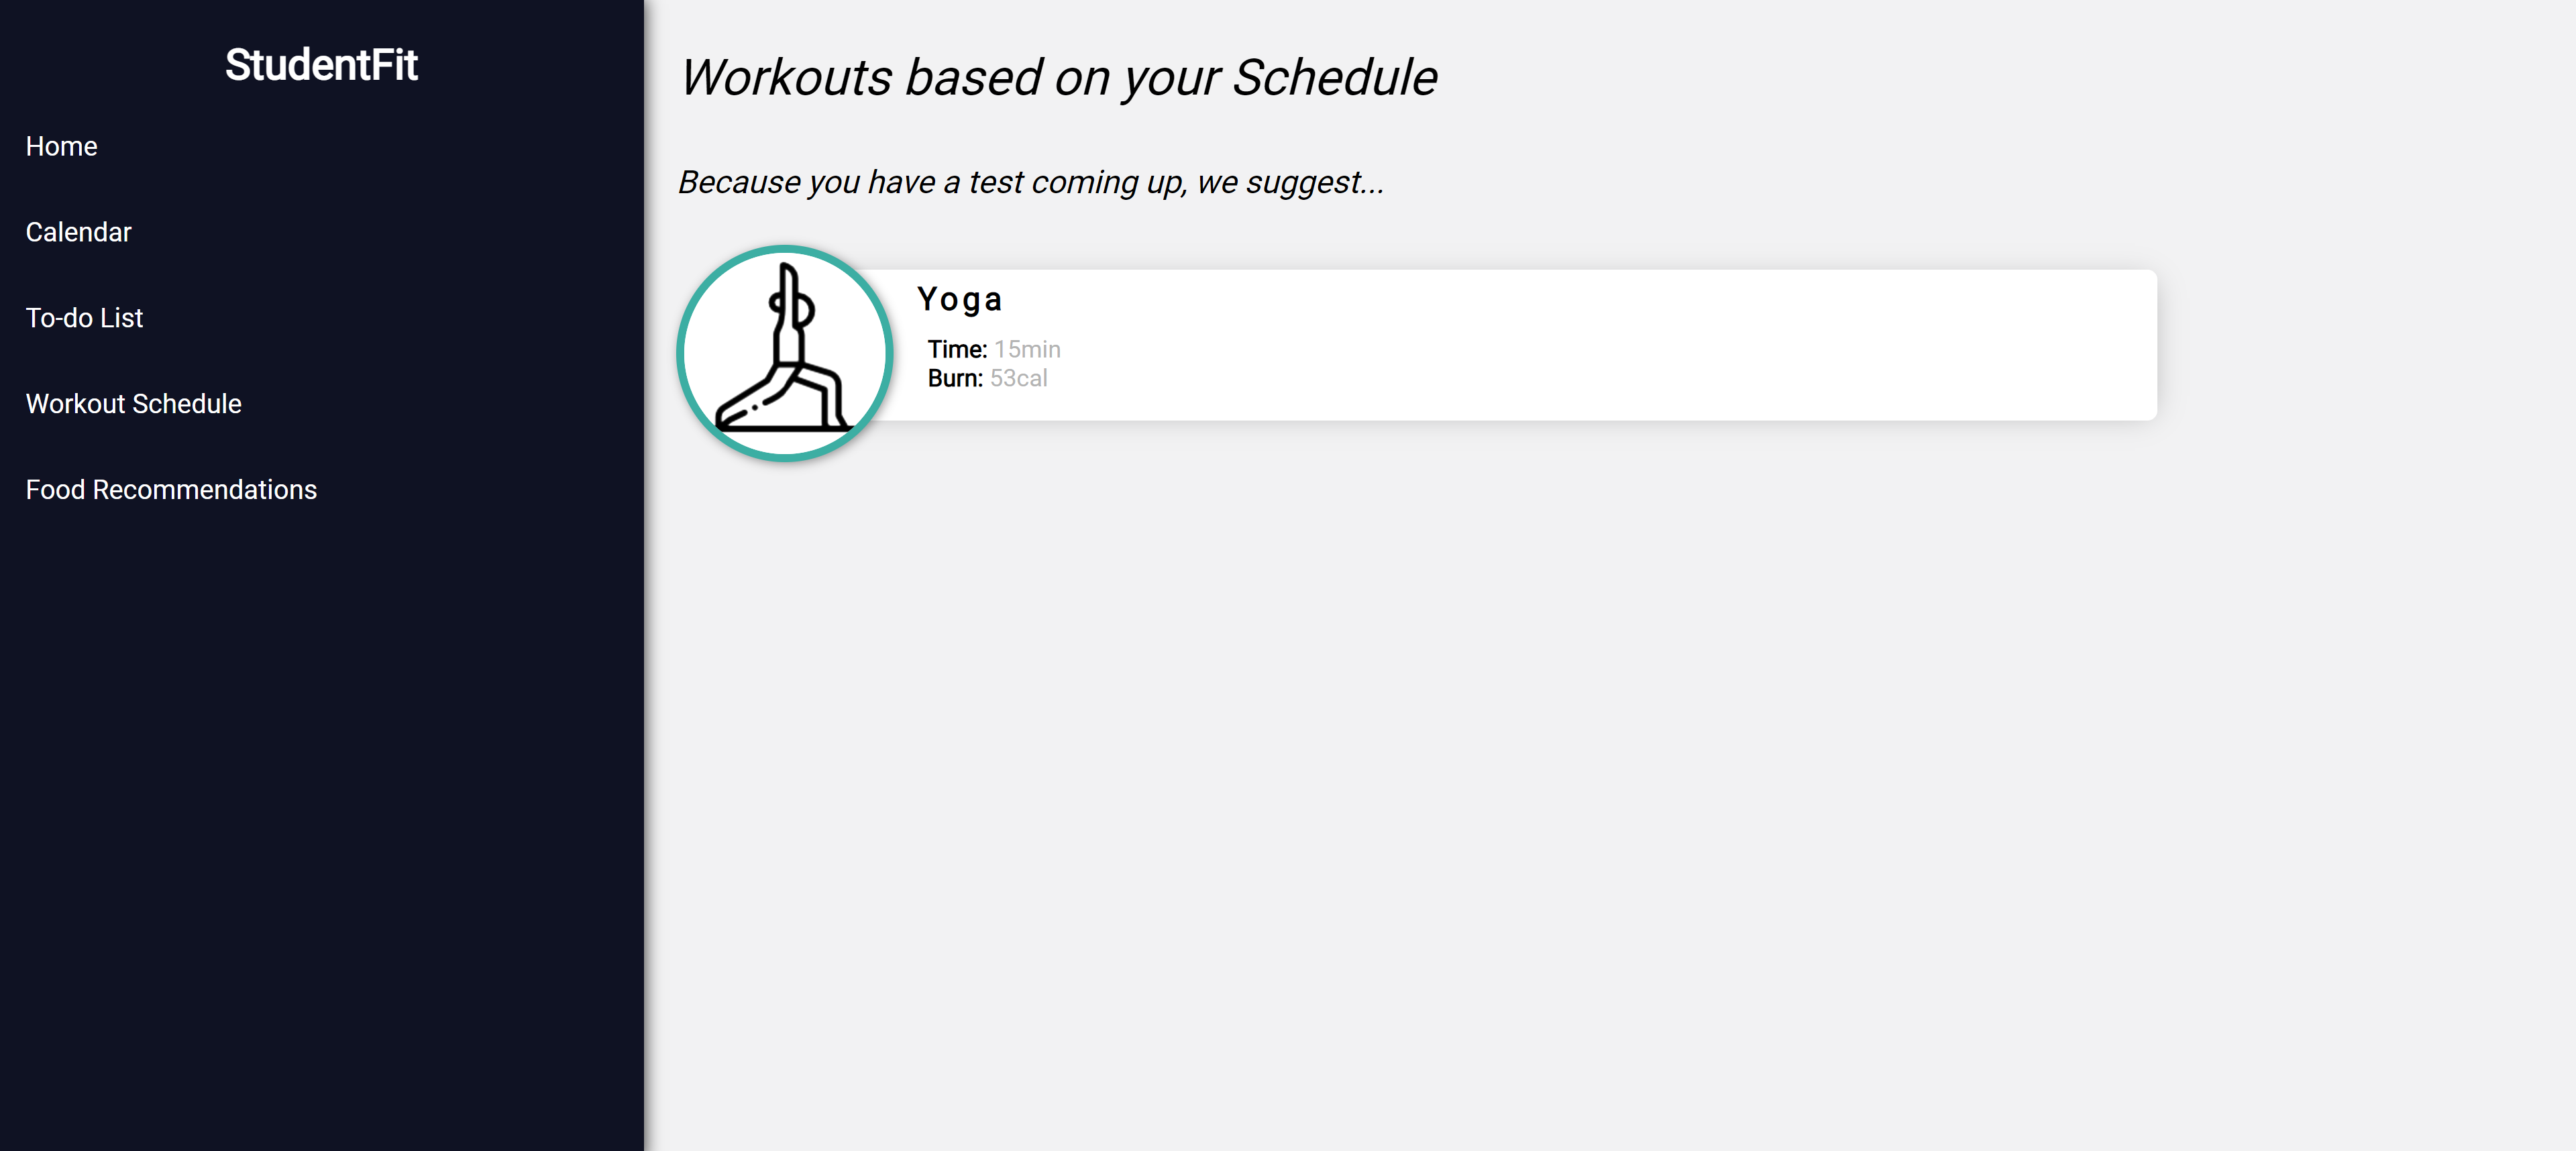 StudentFit
Home
Calendar
To-do List
Workout Schedule
Food Recommendations
Workouts based on your Schedule
Because you have a test coming up, we suggest...
Yoga
Time: 15min
Burn: 53cal